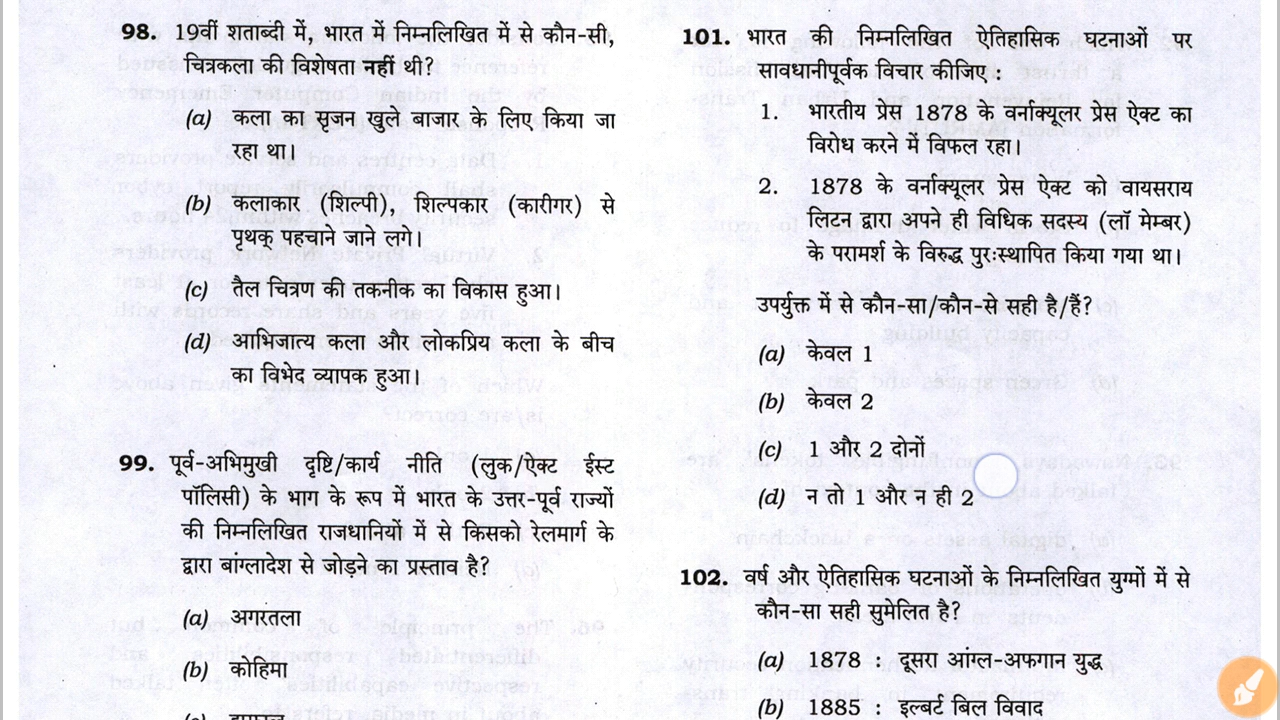 98. 19वीं शताब्दी में, भारत में निम्नलिखित में से कौन-सी,
चित्रकला की विशेषता नहीं थी?
(a) कला का सृजन खुले बाजार के लिए किया जा
रहा था।
(b) कलाकार (शिल्पी), शिल्पकार (कारीगर) से
पृथक् पहचाने जाने लगे।
(c) तैल चित्रण की तकनीक का विकास हुआ।
(d) आभिजात्य कला और लोकप्रिय कला के बीच
का विभेद व्यापक हुआ।
99. पूर्व-अभिमुखी दृष्टि/कार्य नीति (लुक/ऐक्ट ईस्ट
पॉलिसी) के भाग के रूप में भारत के उत्तर-पूर्व राज्यों
की निम्नलिखित राजधानियों में से किसको रेलमार्ग के
द्वारा बांग्लादेश से जोड़ने का प्रस्ताव है?
(a) अगरतला
(b) कोहिमा
101. भारत की निम्नलिखित ऐतिहासिक घटनाओं पर
सावधानीपूर्वक विचार कीजिए :
1. भारतीय प्रेस 1878 के वर्नाक्यूलर प्रेस ऐक्ट का
विरोध करने में विफल रहा।
2. 1878 के वर्नाक्यूलर प्रेस ऐक्ट को वायसराय
लिटन द्वारा अपने ही विधिक सदस्य (लॉ मेम्बर)
के परामर्श के विरुद्ध पुरःस्थापित किया गया था।
उपर्युक्त में से कौन-सा/कौन-से सही है/हैं?
(a) केवल 1
(b) केवल 2
(c) 1 और 2 दोनों
(d) न तो 1 और न ही 2
102. वर्ष और ऐतिहासिक घटनाओं के निम्नलिखित युग्मों में से
कौन-सा सही सुमेलित है?
(a) 1878 : दूसरा आंग्ल-अफगान युद्ध
(b) 1885 : इल्बर्ट बिल विवाद